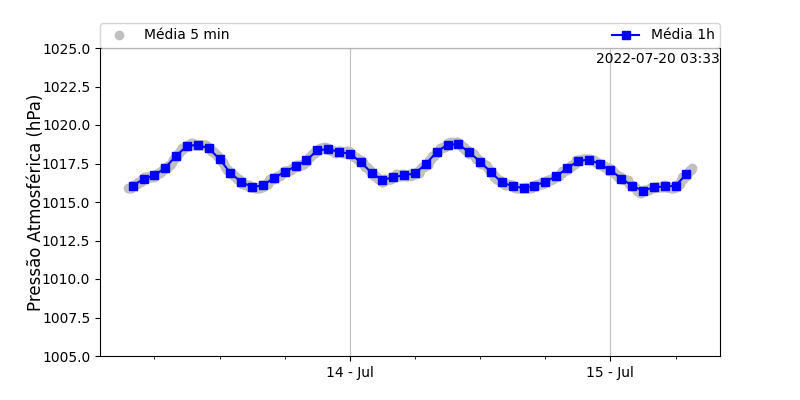 Média 5 min
Média 1h
2022-07-20 03:33
Pressão Atmosférica (hPa)
1025.0
1022.5
1020.0
1017.5
1015.0
1012.5
1010.0
1007.5
1005.0
14 - Jul
15 - Jul